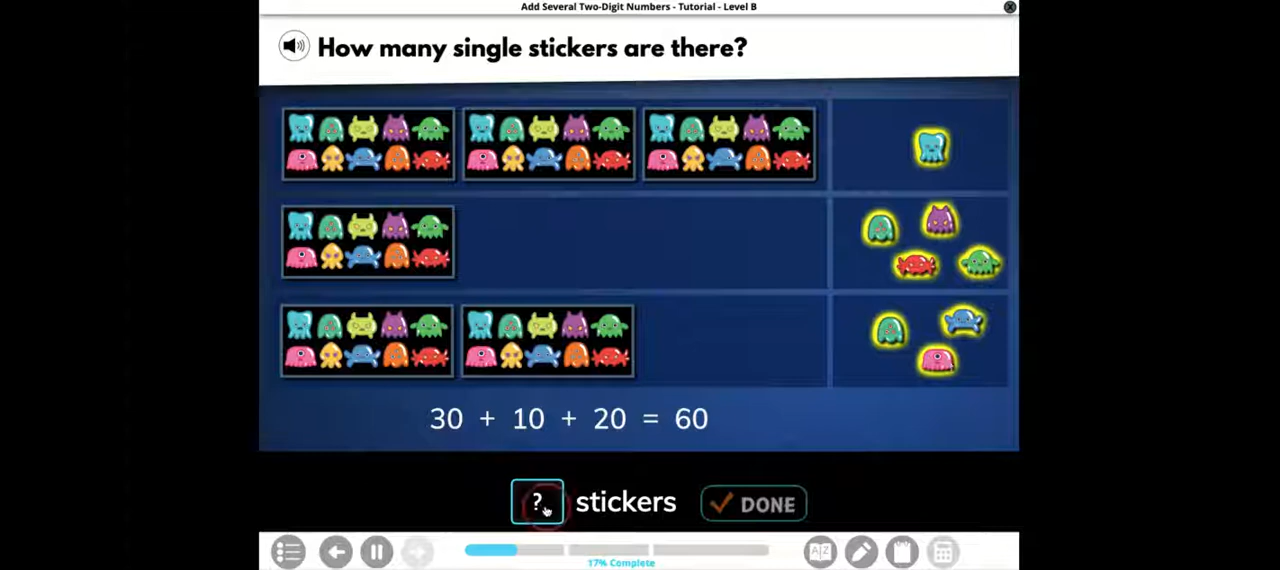 Add Several Two-Digit Numbers - Tutorial - Level B
How many single stickers are there?
30 + 10 + 20 = 60
? stickers DONE
A Z
17% Complete